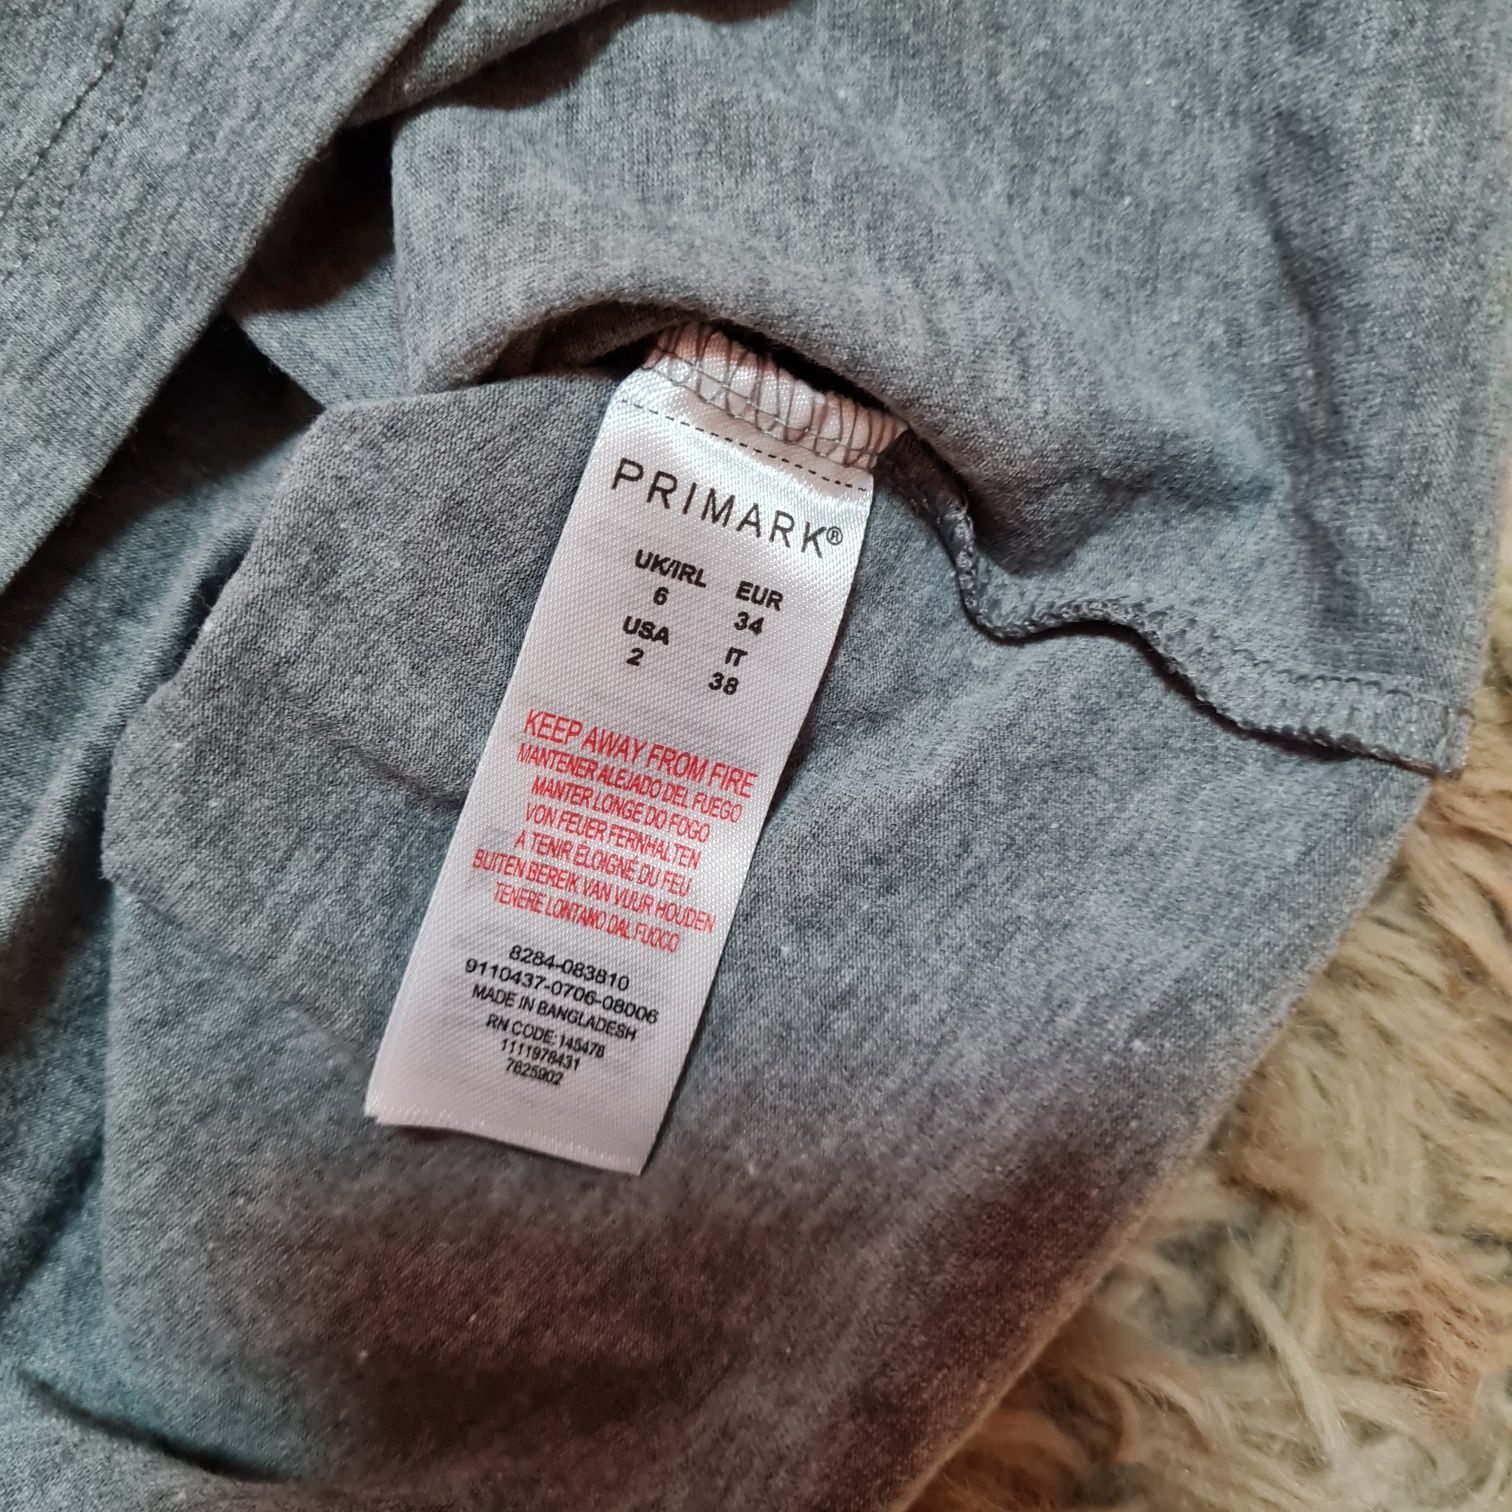 PRIMARK®
UK/IRL EUR
6 34
USA IT
2 38
KEEP AWAY FROM FIRE
MANTENER ALEJADO DEL FUEGO
MANTER LONGE DO FOGO
VON FEUER FERNHALTEN
À TENIR ÉLOIGNÉ DU FEU
BUITEN BEREIK VAN VUUR HOUDEN
TENERE LONTANO DAL FUOCO
8284-083810
9110437-0706-08006
MADE IN BANGLADESH
RN CODE: 145478
1111978431
7825902